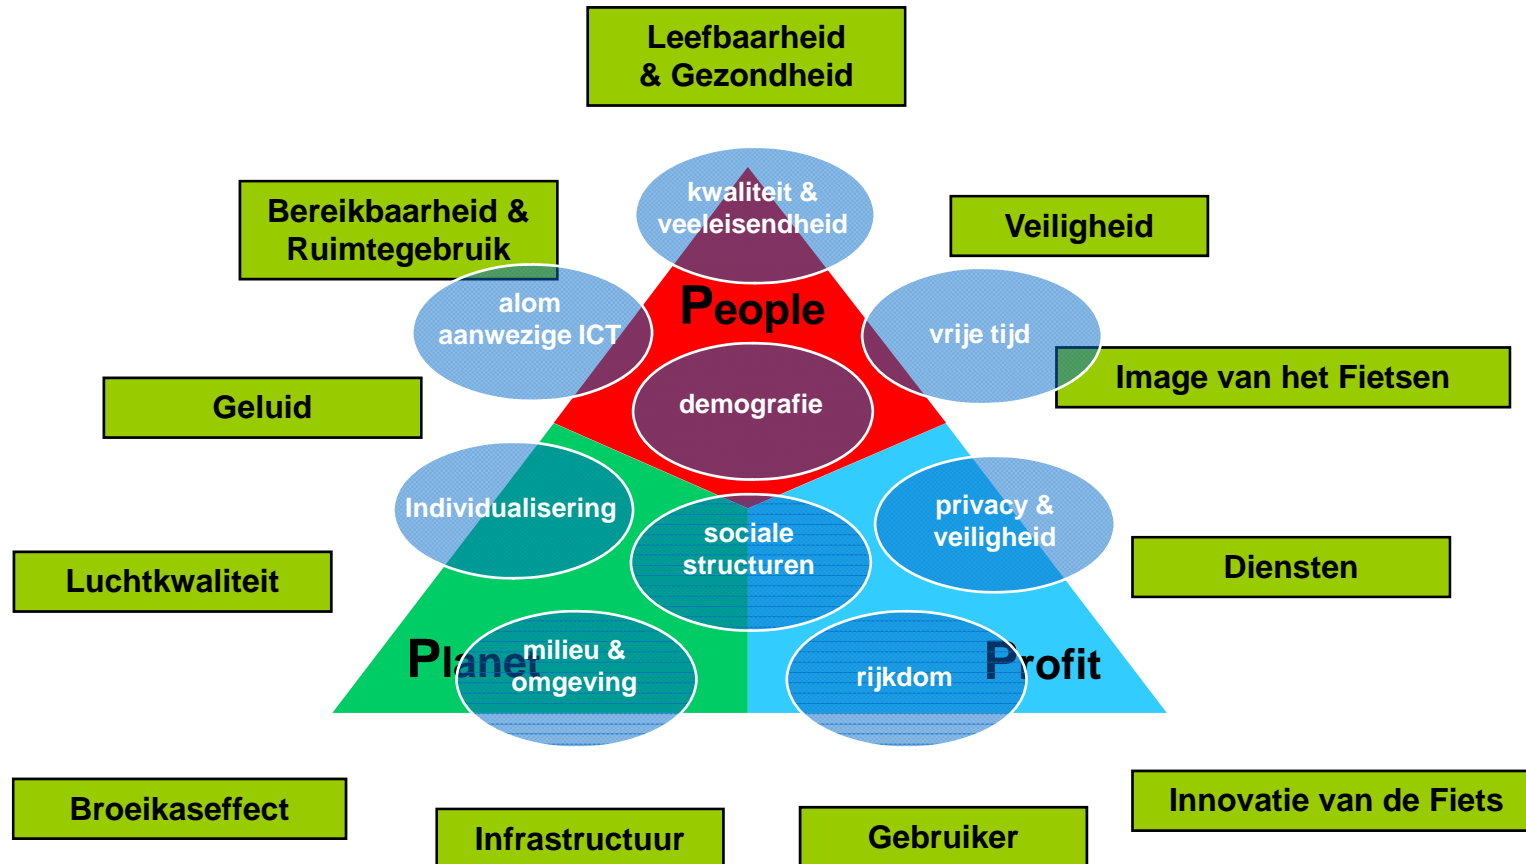 Leefbaarheid
& Gezondheid
kwaliteit &
veeleisendheid
Bereikbaarheid &
Ruimtegebruik
Veiligheid
alom
aanwezige ICT
People
vrije tijd
Image van het Fietsen
Geluid
demografie
Individualisering
sociale
structuren
privacy &
veiligheid
Luchtkwaliteit
Diensten
Planet
milieu &
omgeving
rijkdom
Profit
Broeikaseffect
Infrastructuur
Gebruiker
Innovatie van de Fiets